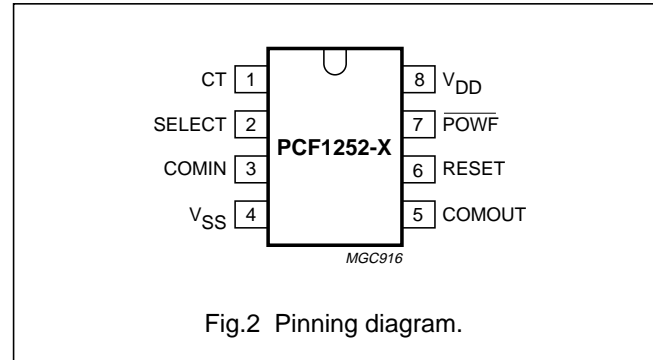 CT 1 8 VDD
SELECT 2 7 POWF
PCF1252-X
COMIN 3 6 RESET
VSS 4 5 COMOUT
MGC916
Fig.2 Pinning diagram.